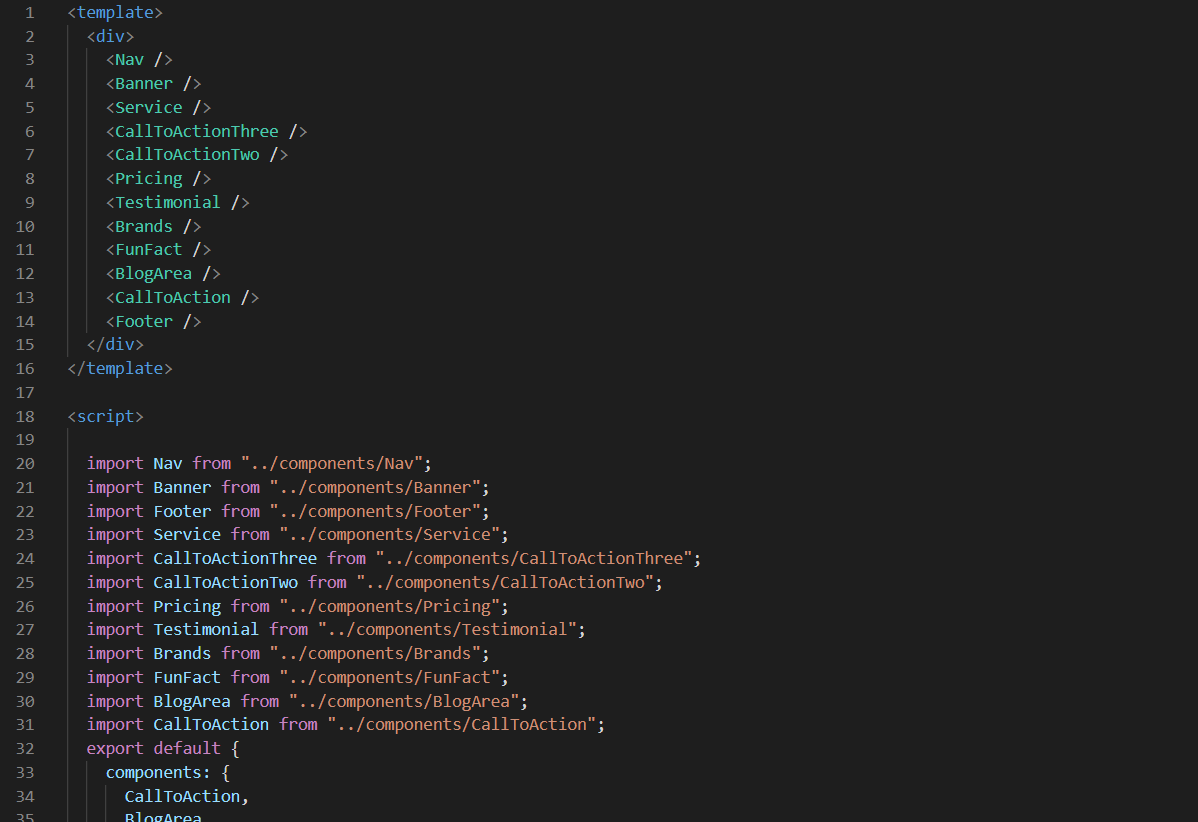 1 <template>
2 <div>
3 <Nav />
4 <Banner />
5 <Service />
6 <CallToActionThree />
7 <CallToActionTwo />
8 <Pricing />
9 <Testimonial />
10 <Brands />
11 <FunFact />
12 <BlogArea />
13 <CallToAction />
14 <Footer />
15 </div>
16 </template>
17
18 <script>
19
20 import Nav from "../components/Nav";
21 import Banner from "../components/Banner";
22 import Footer from "../components/Footer";
23 import Service from "../components/Service";
24 import CallToActionThree from "../components/CallToActionThree";
25 import CallToActionTwo from "../components/CallToActionTwo";
26 import Pricing from "../components/Pricing";
27 import Testimonial from "../components/Testimonial";
28 import Brands from "../components/Brands";
29 import FunFact from "../components/FunFact";
30 import BlogArea from "../components/BlogArea";
31 import CallToAction from "../components/CallToAction";
32 export default {
33 components: {
34 CallToAction,
35 BlogArea